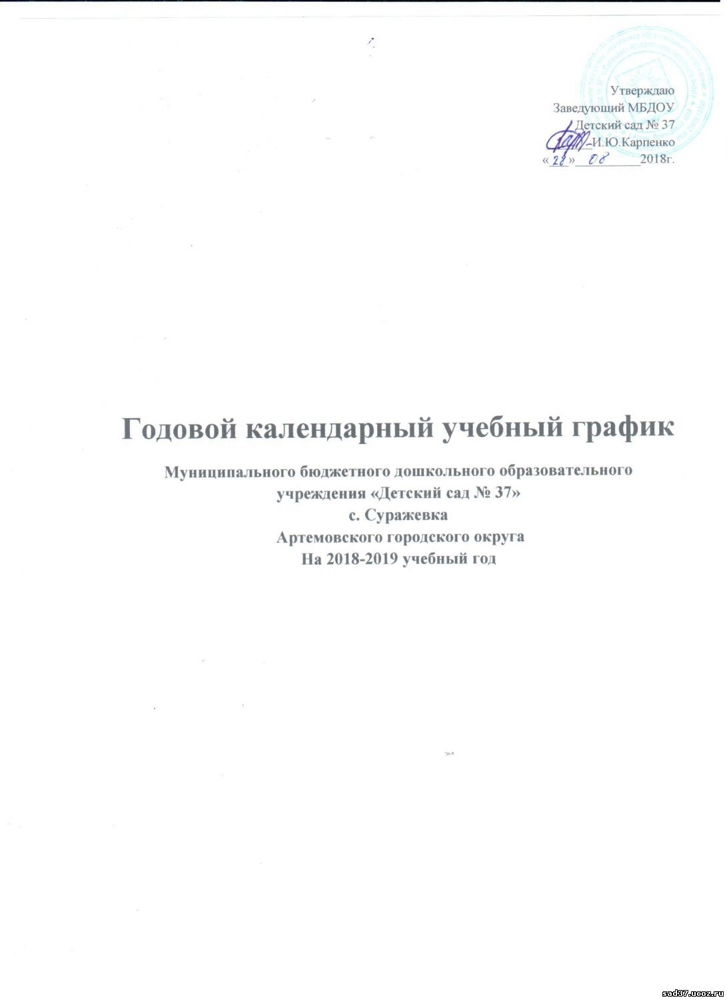 Утверждаю
Заведующий МБДОУ
Детский сад № 37
И.Ю.Карпенко
«28» 08 2018г.
Годовой календарный учебный график
Муниципального бюджетного дошкольного образовательного
учреждения «Детский сад № 37»
с. Суражевка
Артемовского городского округа
На 2018-2019 учебный год
sad37.ucoz.ru